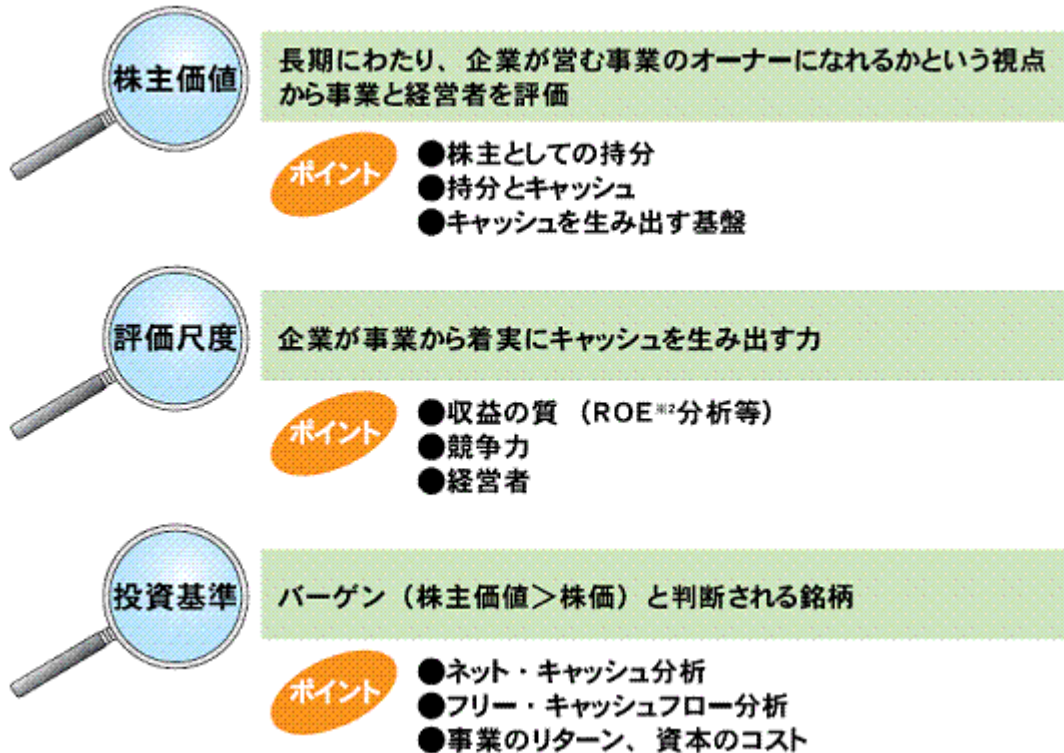 株主価値
長期にわたり、企業が営む事業のオーナーになれるかという視点
から事業と経営者を評価
ポイント
●株主としての持分
●持分とキャッシュ
●キャッシュを生み出す基盤
評価尺度
企業が事業から着実にキャッシュを生み出す力
ポイント
●収益の質 （ROE※2分析等）
●競争力
●経営者
投資基準
バーゲン（株主価値＞株価）と判断される銘柄
ポイント
●ネット・キャッシュ分析
●フリー・キャッシュフロー分析
●事業のリターン、資本のコスト